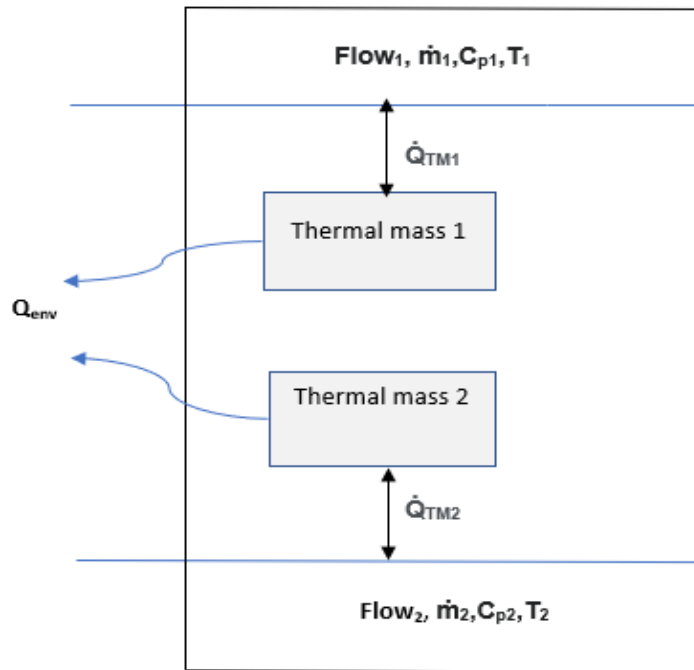 Flow₁, ṁ₁,Cₚ₁,T₁
Q̇TM1
Thermal mass 1
Qenv
Thermal mass 2
Q̇TM2
Flow₂, ṁ₂,Cₚ₂,T₂